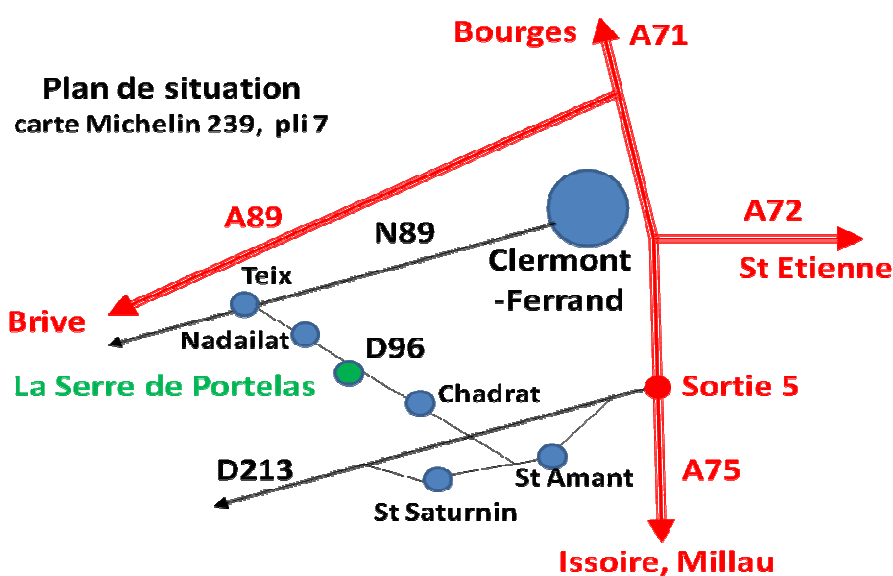 Bourges
A71
Plan de situation
carte Michelin 239, pli 7
A89
N89
A72
Clermont
-Ferrand
St Etienne
Teix
Brive
Nadailat
D96
La Serre de Portelas
Chadrat
Sortie 5
D213
St Amant
A75
St Saturnin
Issoire, Millau